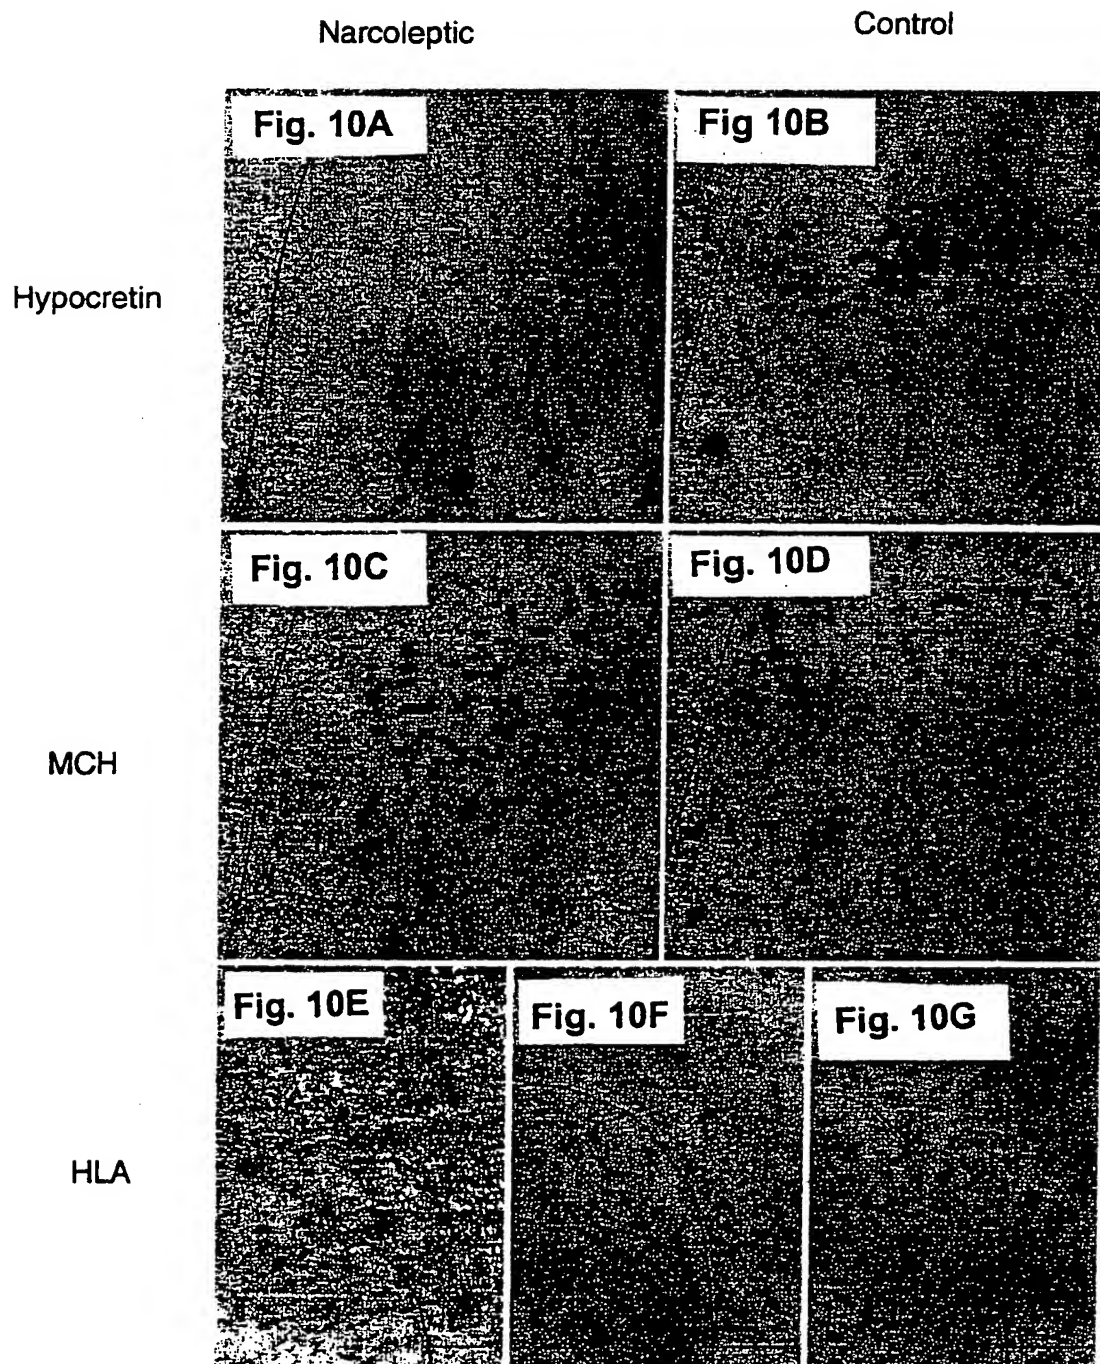 Narcoleptic
Control
Fig. 10A
Fig 10B
Hypocretin
Fig. 10C
Fig. 10D
MCH
Fig. 10E
Fig. 10F
Fig. 10G
HLA